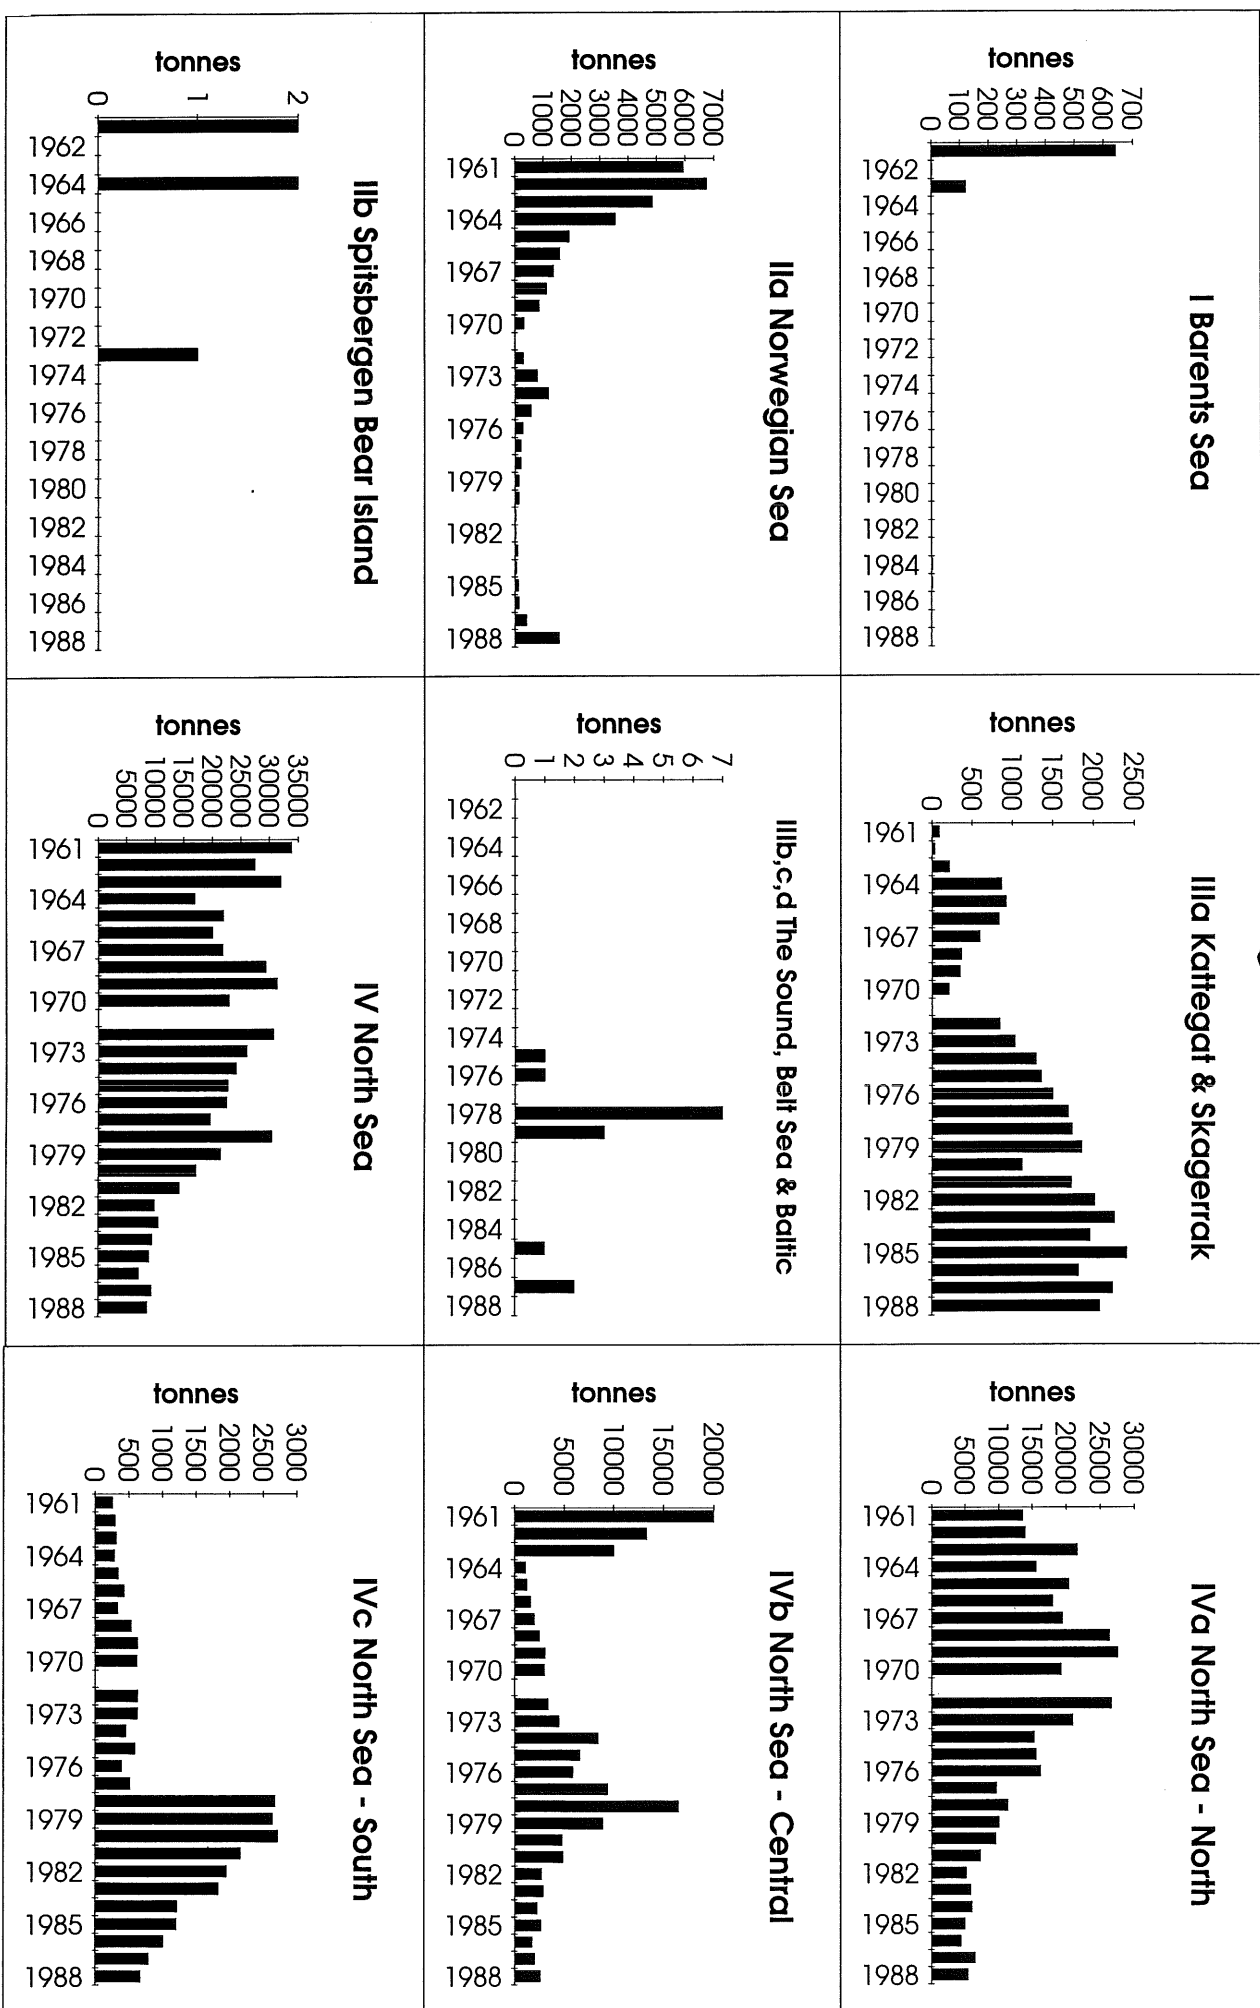 I Barents Sea
tonnes
700
600
500
400
300
200
100
0
1962 1964 1966 1968 1970 1972 1974 1976 1978 1980 1982 1984 1986 1988
IIIa Kattegat & Skagerrak
tonnes
2500
2000
1500
1000
500
0
1961 1964 1967 1970 1973 1976 1979 1982 1985 1988
IVa North Sea - North
tonnes
30000
25000
20000
15000
10000
5000
0
1961 1964 1967 1970 1973 1976 1979 1982 1985 1988
IIa Norwegian Sea
tonnes
7000
6000
5000
4000
3000
2000
1000
0
1961 1964 1967 1970 1973 1976 1979 1982 1985 1988
IIIb,c,d The Sound, Belt Sea & Baltic
tonnes
7
6
5
4
3
2
1
0
1962 1964 1966 1968 1970 1972 1974 1976 1978 1980 1982 1984 1986 1988
IVb North Sea - Central
tonnes
20000
15000
10000
5000
0
1961 1964 1967 1970 1973 1976 1979 1982 1985 1988
IIb Spitsbergen Bear Island
tonnes
2
1
0
1962 1964 1966 1968 1970 1972 1974 1976 1978 1980 1982 1984 1986 1988
IV North Sea
tonnes
35000
30000
25000
20000
15000
10000
5000
0
1961 1964 1967 1970 1973 1976 1979 1982 1985 1988
IVc North Sea - South
tonnes
3000
2500
2000
1500
1000
500
0
1961 1964 1967 1970 1973 1976 1979 1982 1985 1988